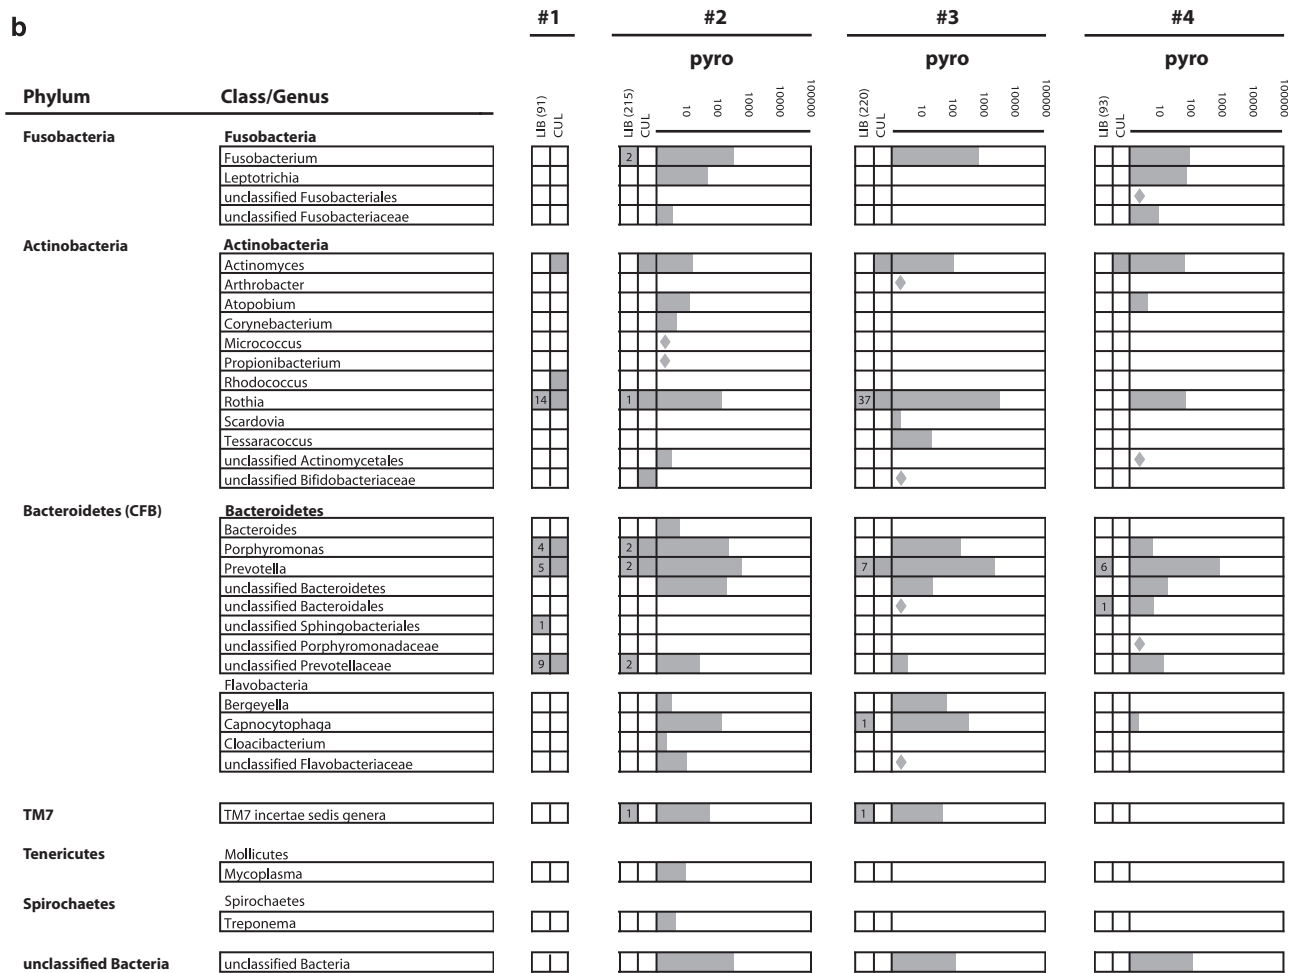 b
#1 #2 #3 #4
pyro pyro pyro
Phylum Class/Genus LIB (91) CUL LIB (215) CUL 10 100 1000 10000 100000 LIB (220) CUL 10 100 1000 10000 100000 LIB (93) CUL 10 100 1000 10000 100000
Fusobacteria Fusobacteria
Fusobacterium 2
Leptotrichia
unclassified Fusobacteriales
unclassified Fusobacteriaceae
Actinobacteria Actinobacteria
Actinomyces
Arthrobacter
Atopobium
Corynebacterium
Micrococcus
Propionibacterium
Rhodococcus
Rothia 14 1 37
Scardovia
Tessaracoccus
unclassified Actinomycetales
unclassified Bifidobacteriaceae
Bacteroidetes (CFB) Bacteroidetes
Bacteroides
Porphyromonas 4 2
Prevotella 5 2 7 6
unclassified Bacteroidetes
unclassified Bacteroidales 1
unclassified Sphingobacteriales 1
unclassified Porphyromonadaceae
unclassified Prevotellaceae 9 2
Flavobacteria
Bergeyella
Capnocytophaga 1
Cloacibacterium
unclassified Flavobacteriaceae
TM7 TM7 incertae sedis genera 1 1
Tenericutes Mollicutes
Mycoplasma
Spirochaetes Spirochaetes
Treponema
unclassified Bacteria unclassified Bacteria